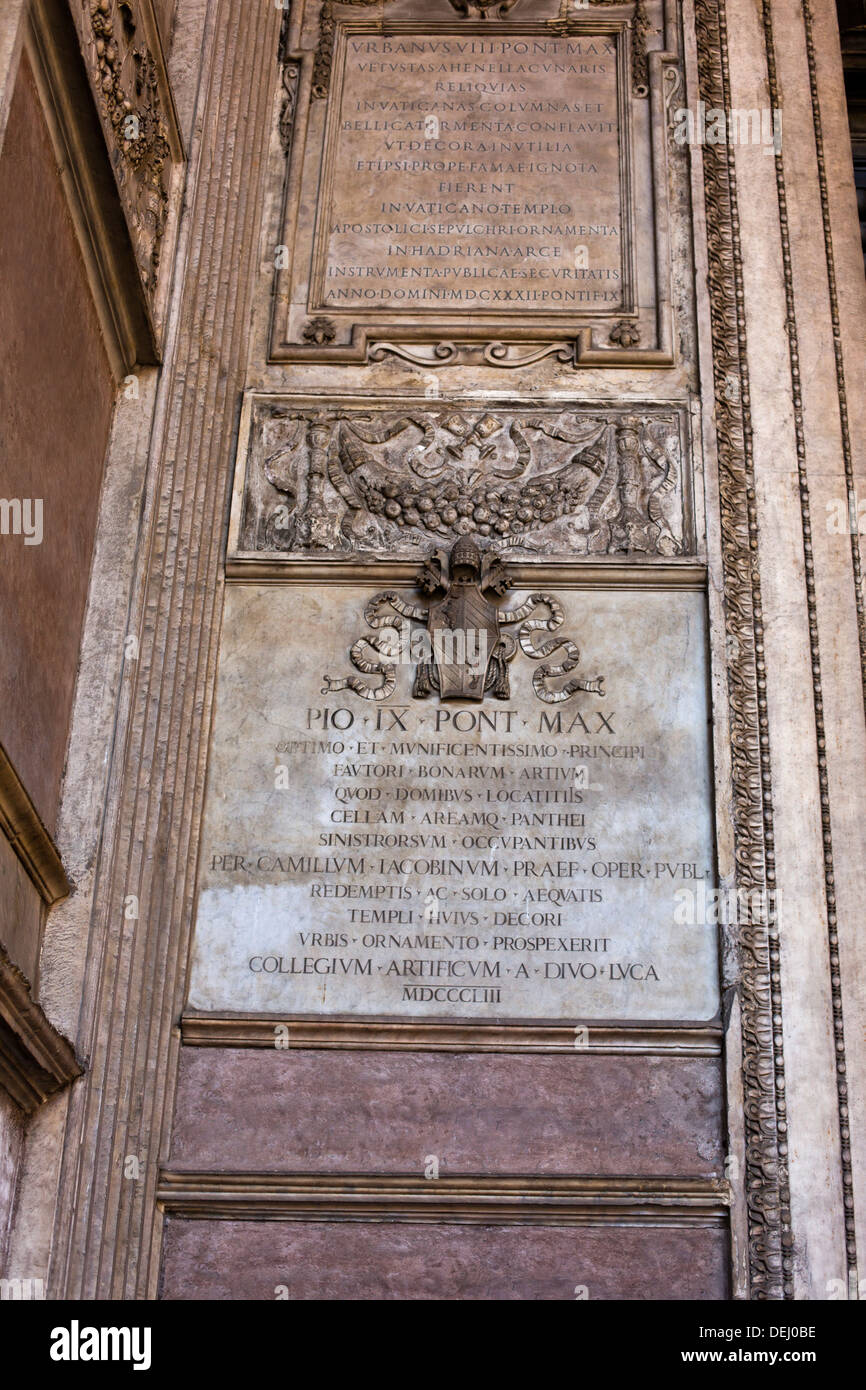 VRBANVS VIII PONT MAX
VETVSTAS AHENEI LACVNARIS
RELIQVIAS
IN VATICANAS COLVMNAS ET
BELLICA TORMENTA CONFLAVIT
VT DECORA INVTILIA
ET IPSI PROPE FAMAE IGNOTA
FIERENT
IN VATICANO TEMPLO
APOSTOLICI SEPVLCHRI ORNAMENTA
IN HADRIANA ARCE
INSTRVMENTA PVBLICAE SECVRITATIS
ANNO DOMINI MDCXXXII PONTIF IX
PIO · IX · PONT · MAX
OPTIMO · ET · MVNIFICENTISSIMO · PRINCIPI
FAVTORI · BONARVM · ARTIVM
QVOD · DOMIBVS · LOCATITIIS
CELLAM · AREAMQ · PANTHEI
SINISTRORSVM · OCCVPANTIBVS
PER · CAMILLVM · IACOBINVM · PRAEF · OPER · PVBL ·
REDEMPTIS · AC · SOLO · AEQVATIS
TEMPLI · HVIVS · DECORI
VRBIS · ORNAMENTO · PROSPEXERIT
COLLEGIVM · ARTIFICVM · A · DIVO · LVCA
MDCCCLIII
alamy
Image ID: DEJ0BE
www.alamy.com